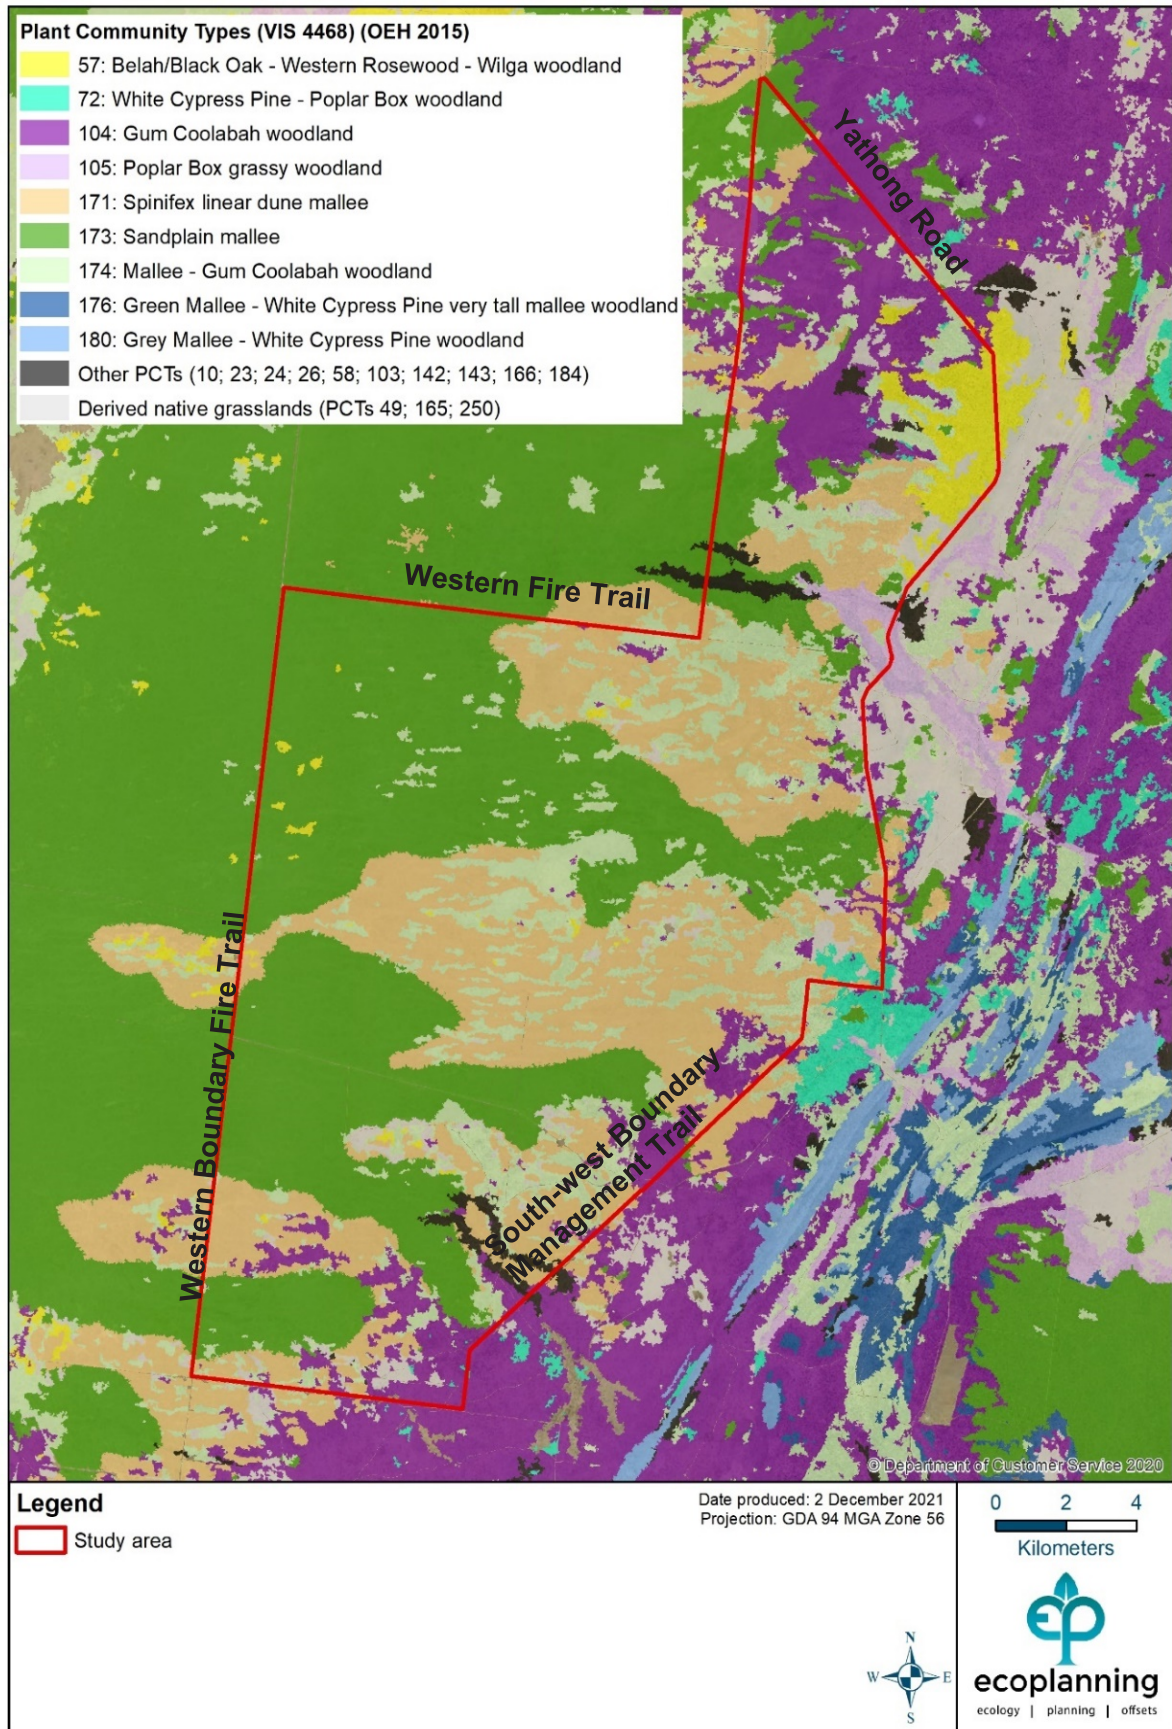 Plant Community Types (VIS 4468) (OEH 2015)
57: Belah/Black Oak - Western Rosewood - Wilga woodland
72: White Cypress Pine - Poplar Box woodland
104: Gum Coolabah woodland
105: Poplar Box grassy woodland
171: Spinifex linear dune mallee
173: Sandplain mallee
174: Mallee - Gum Coolabah woodland
176: Green Mallee - White Cypress Pine very tall mallee woodland
180: Grey Mallee - White Cypress Pine woodland
Other PCTs (10; 23; 24; 26; 58; 103; 142; 143; 166; 184)
Derived native grasslands (PCTs 49; 165; 250)
Yathong Road
Western Fire Trail
Western Boundary Fire Trail
South-west Boundary
Management Trail
© Department of Customer Service 2020
Legend
Study area
Date produced: 2 December 2021
Projection: GDA 94 MGA Zone 56
N
W E
S
0 2 4
Kilometers
ep
ecoplanning
ecology | planning | offsets